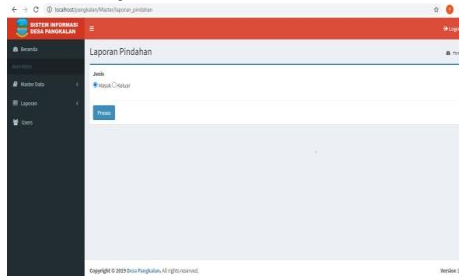 localhost/pangkalan/Master/laporan_pindahan
SISTEM INFORMASI
DESA PANGKALAN
Beranda
Laporan Pindahan
Jenis
Masuk Keluar
Master Data
Proses
Laporan
Users
Copyright © 2019 Desa Pangkalan. All rights reserved.
Version